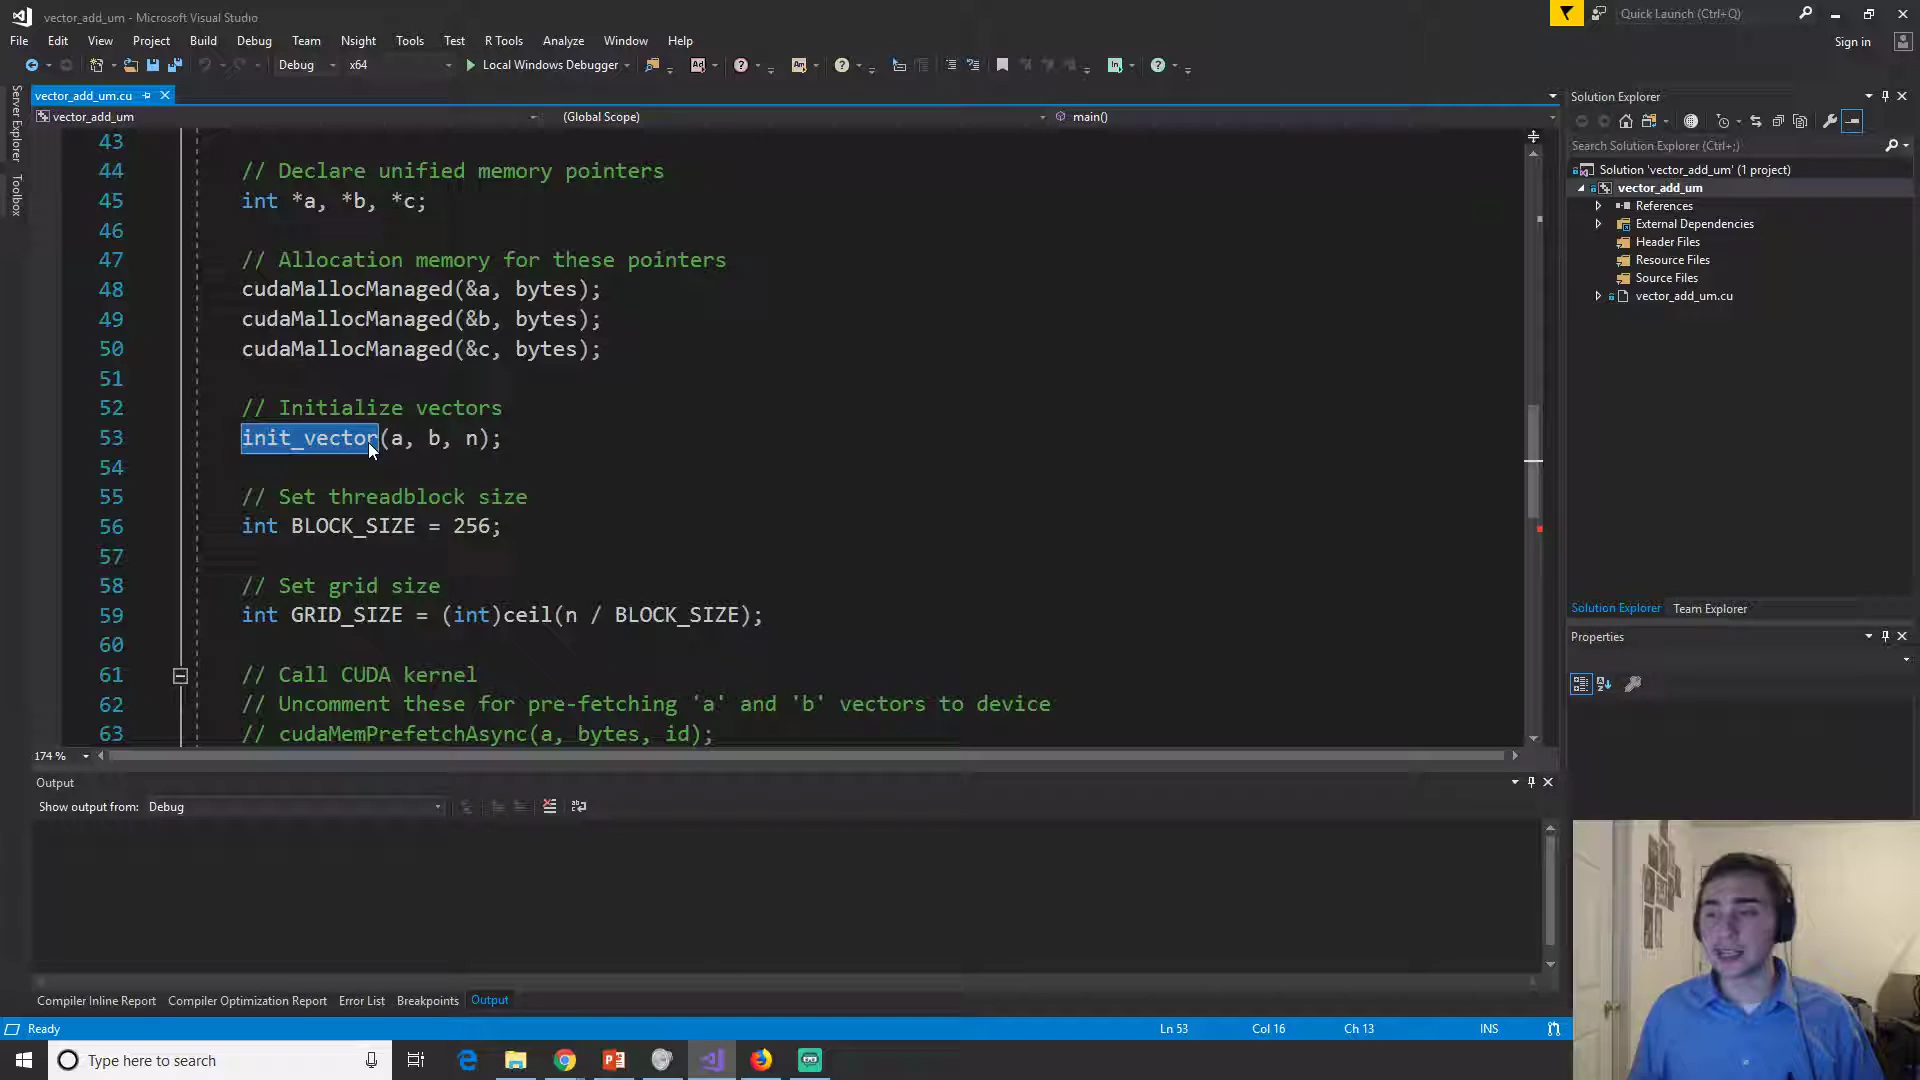 vector_add_um - Microsoft Visual Studio
Quick Launch (Ctrl+Q)
File Edit View Project Build Debug Team Nsight Tools Test R Tools Analyze Window Help
Sign in
Debug x64 Local Windows Debugger
Server Explorer
Toolbox
vector_add_um.cu
vector_add_um (Global Scope) main()
43
44 // Declare unified memory pointers
45 int *a, *b, *c;
46
47 // Allocation memory for these pointers
48 cudaMallocManaged(&a, bytes);
49 cudaMallocManaged(&b, bytes);
50 cudaMallocManaged(&c, bytes);
51
52 // Initialize vectors
53 init_vector(a, b, n);
54
55 // Set threadblock size
56 int BLOCK_SIZE = 256;
57
58 // Set grid size
59 int GRID_SIZE = (int)ceil(n / BLOCK_SIZE);
60
61 // Call CUDA kernel
62 // Uncomment these for pre-fetching 'a' and 'b' vectors to device
63 // cudaMemPrefetchAsync(a, bytes, id);
174 %
Solution Explorer
Search Solution Explorer (Ctrl+;)
Solution 'vector_add_um' (1 project)
vector_add_um
References
External Dependencies
Header Files
Resource Files
Source Files
vector_add_um.cu
Solution Explorer Team Explorer
Properties
Output
Show output from: Debug
Compiler Inline Report Compiler Optimization Report Error List Breakpoints Output
Ready Ln 53 Col 16 Ch 13 INS
Type here to search